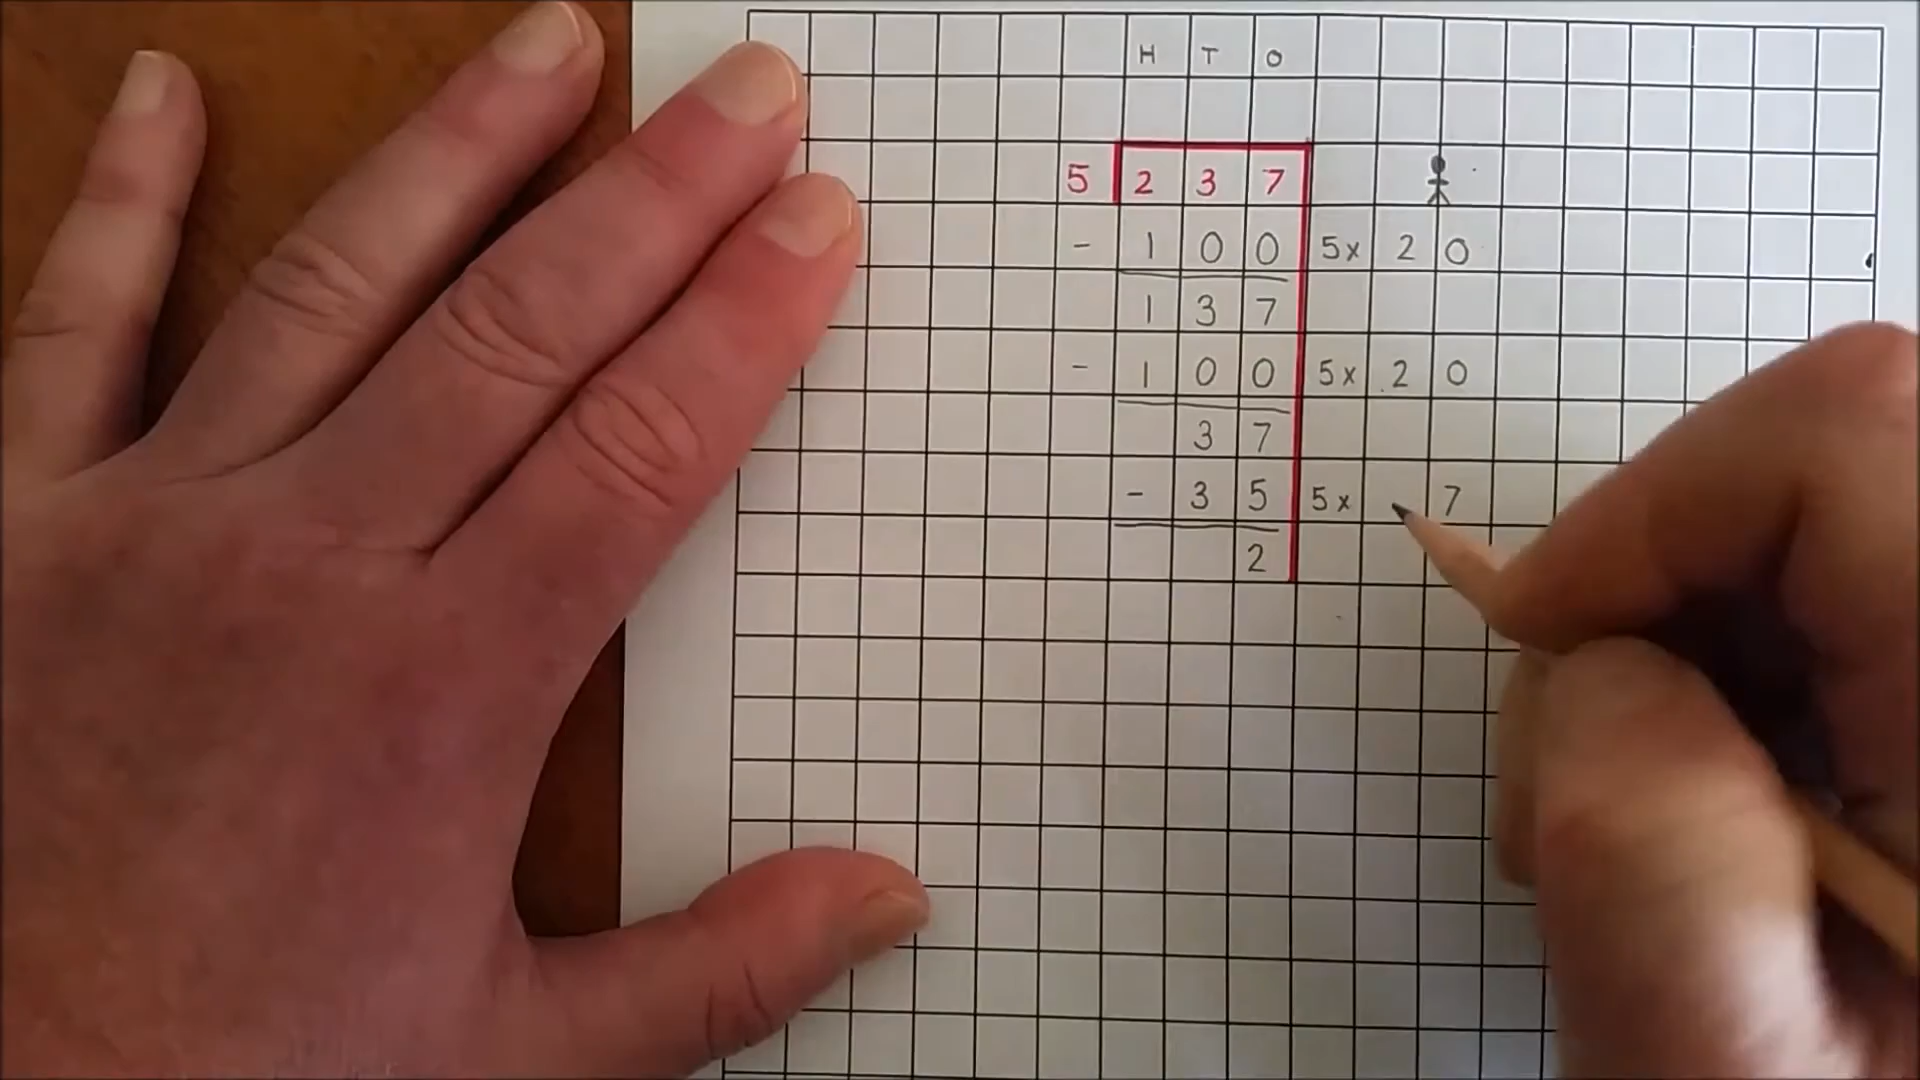 H T O
5 2 3 7
- 1 0 0 5x 2 0
1 3 7
- 1 0 0 5x 2 0
3 7
- 3 5 5x 7
2